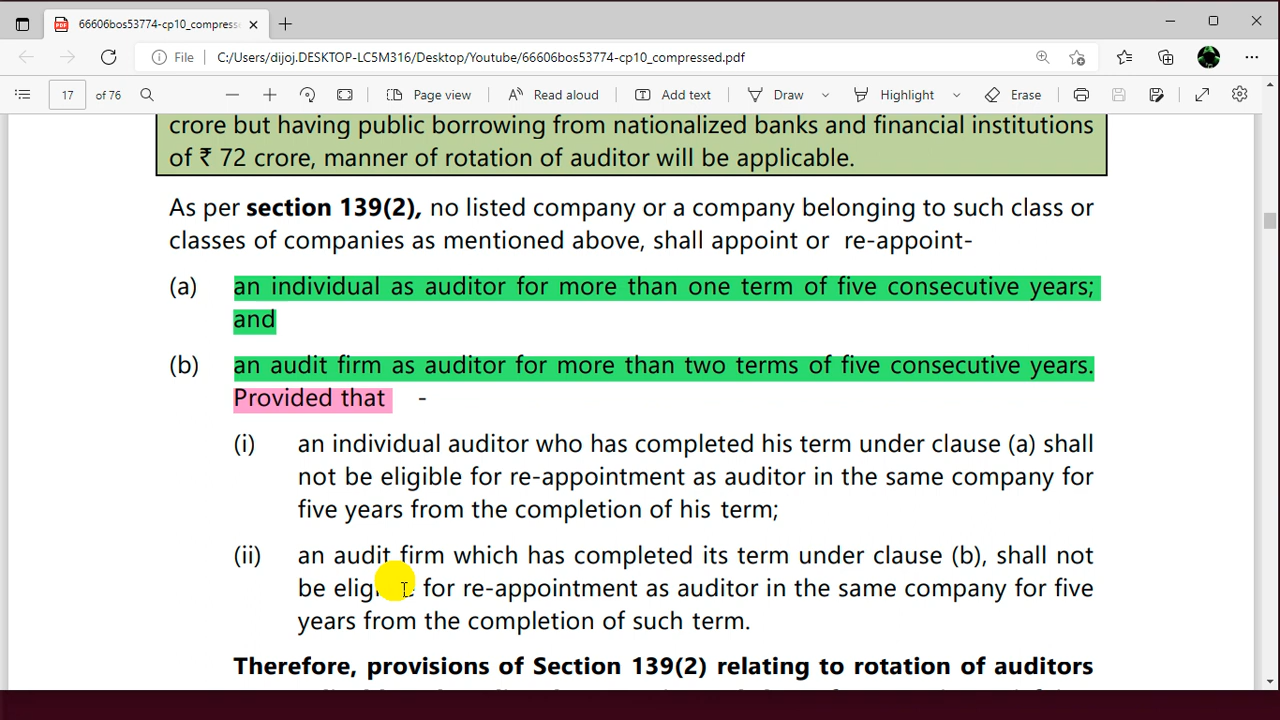 66606bos53774-cp10_compress
File C:/Users/dijoj.DESKTOP-LC5M316/Desktop/Youtube/66606bos53774-cp10_compressed.pdf
17 of 76 Page view Read aloud Add text Draw Highlight Erase
crore but having public borrowing from nationalized banks and financial institutions
of ₹ 72 crore, manner of rotation of auditor will be applicable.
As per section 139(2), no listed company or a company belonging to such class or
classes of companies as mentioned above, shall appoint or re-appoint-
(a) an individual as auditor for more than one term of five consecutive years;
and
(b) an audit firm as auditor for more than two terms of five consecutive years.
Provided that -
(i) an individual auditor who has completed his term under clause (a) shall
not be eligible for re-appointment as auditor in the same company for
five years from the completion of his term;
(ii) an audit firm which has completed its term under clause (b), shall not
be eligible for re-appointment as auditor in the same company for five
years from the completion of such term.
Therefore, provisions of Section 139(2) relating to rotation of auditors